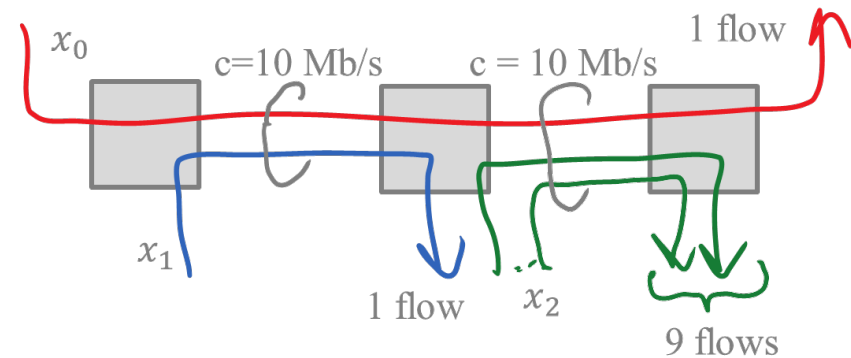 x₀
c=10 Mb/s
c = 10 Mb/s
1 flow
x₁
1 flow
x₂
9 flows